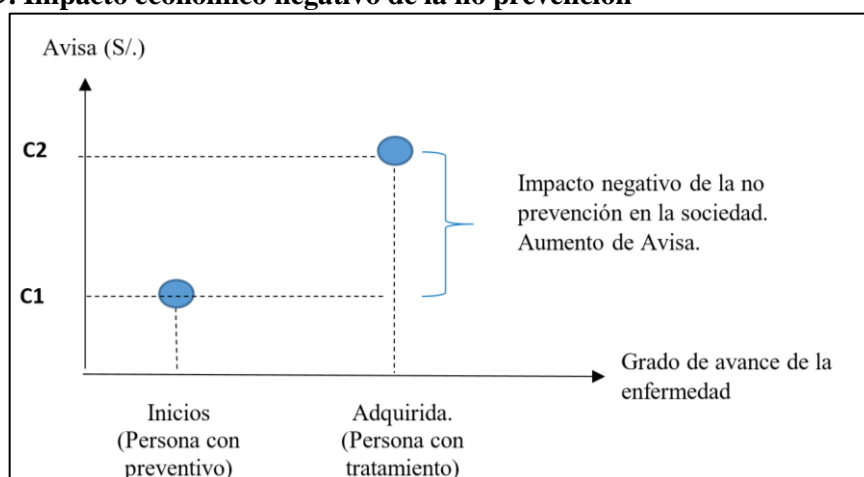 . Impacto económico negativo de la no prevención
Avisa (S/.)
C2
Impacto negativo de la no
prevención en la sociedad.
Aumento de Avisa.
C1
Grado de avance de la
enfermedad
Inicios
(Persona con
preventivo)
Adquirida.
(Persona con
tratamiento)